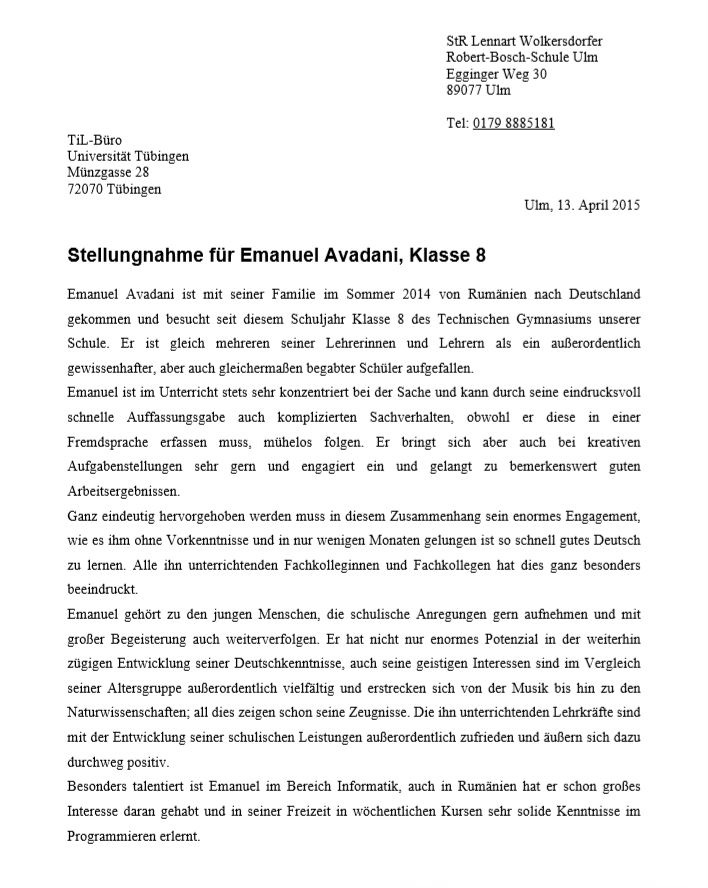 StR Lennart Wolkersdorfer
Robert-Bosch-Schule Ulm
Egginger Weg 30
89077 Ulm
Tel: 0179 8885181
TiL-Büro
Universität Tübingen
Münzgasse 28
72070 Tübingen
Ulm, 13. April 2015
Stellungnahme für Emanuel Avadani, Klasse 8
Emanuel Avadani ist mit seiner Familie im Sommer 2014 von Rumänien nach Deutschland
gekommen und besucht seit diesem Schuljahr Klasse 8 des Technischen Gymnasiums unserer
Schule. Er ist gleich mehreren seiner Lehrerinnen und Lehrern als ein außerordentlich
gewissenhafter, aber auch gleichermaßen begabter Schüler aufgefallen.
Emanuel ist im Unterricht stets sehr konzentriert bei der Sache und kann durch seine eindrucksvoll
schnelle Auffassungsgabe auch komplizierten Sachverhalten, obwohl er diese in einer
Fremdsprache erfassen muss, mühelos folgen. Er bringt sich aber auch bei kreativen
Aufgabenstellungen sehr gern und engagiert ein und gelangt zu bemerkenswert guten
Arbeitsergebnissen.
Ganz eindeutig hervorgehoben werden muss in diesem Zusammenhang sein enormes Engagement,
wie es ihm ohne Vorkenntnisse und in nur wenigen Monaten gelungen ist so schnell gutes Deutsch
zu lernen. Alle ihn unterrichtenden Fachkolleginnen und Fachkollegen hat dies ganz besonders
beeindruckt.
Emanuel gehört zu den jungen Menschen, die schulische Anregungen gern aufnehmen und mit
großer Begeisterung auch weiterverfolgen. Er hat nicht nur enormes Potenzial in der weiterhin
zügigen Entwicklung seiner Deutschkenntnisse, auch seine geistigen Interessen sind im Vergleich
seiner Altersgruppe außerordentlich vielfältig und erstrecken sich von der Musik bis hin zu den
Naturwissenschaften; all dies zeigen schon seine Zeugnisse. Die ihn unterrichtenden Lehrkräfte sind
mit der Entwicklung seiner schulischen Leistungen außerordentlich zufrieden und äußern sich dazu
durchweg positiv.
Besonders talentiert ist Emanuel im Bereich Informatik, auch in Rumänien hat er schon großes
Interesse daran gehabt und in seiner Freizeit in wöchentlichen Kursen sehr solide Kenntnisse im
Programmieren erlernt.